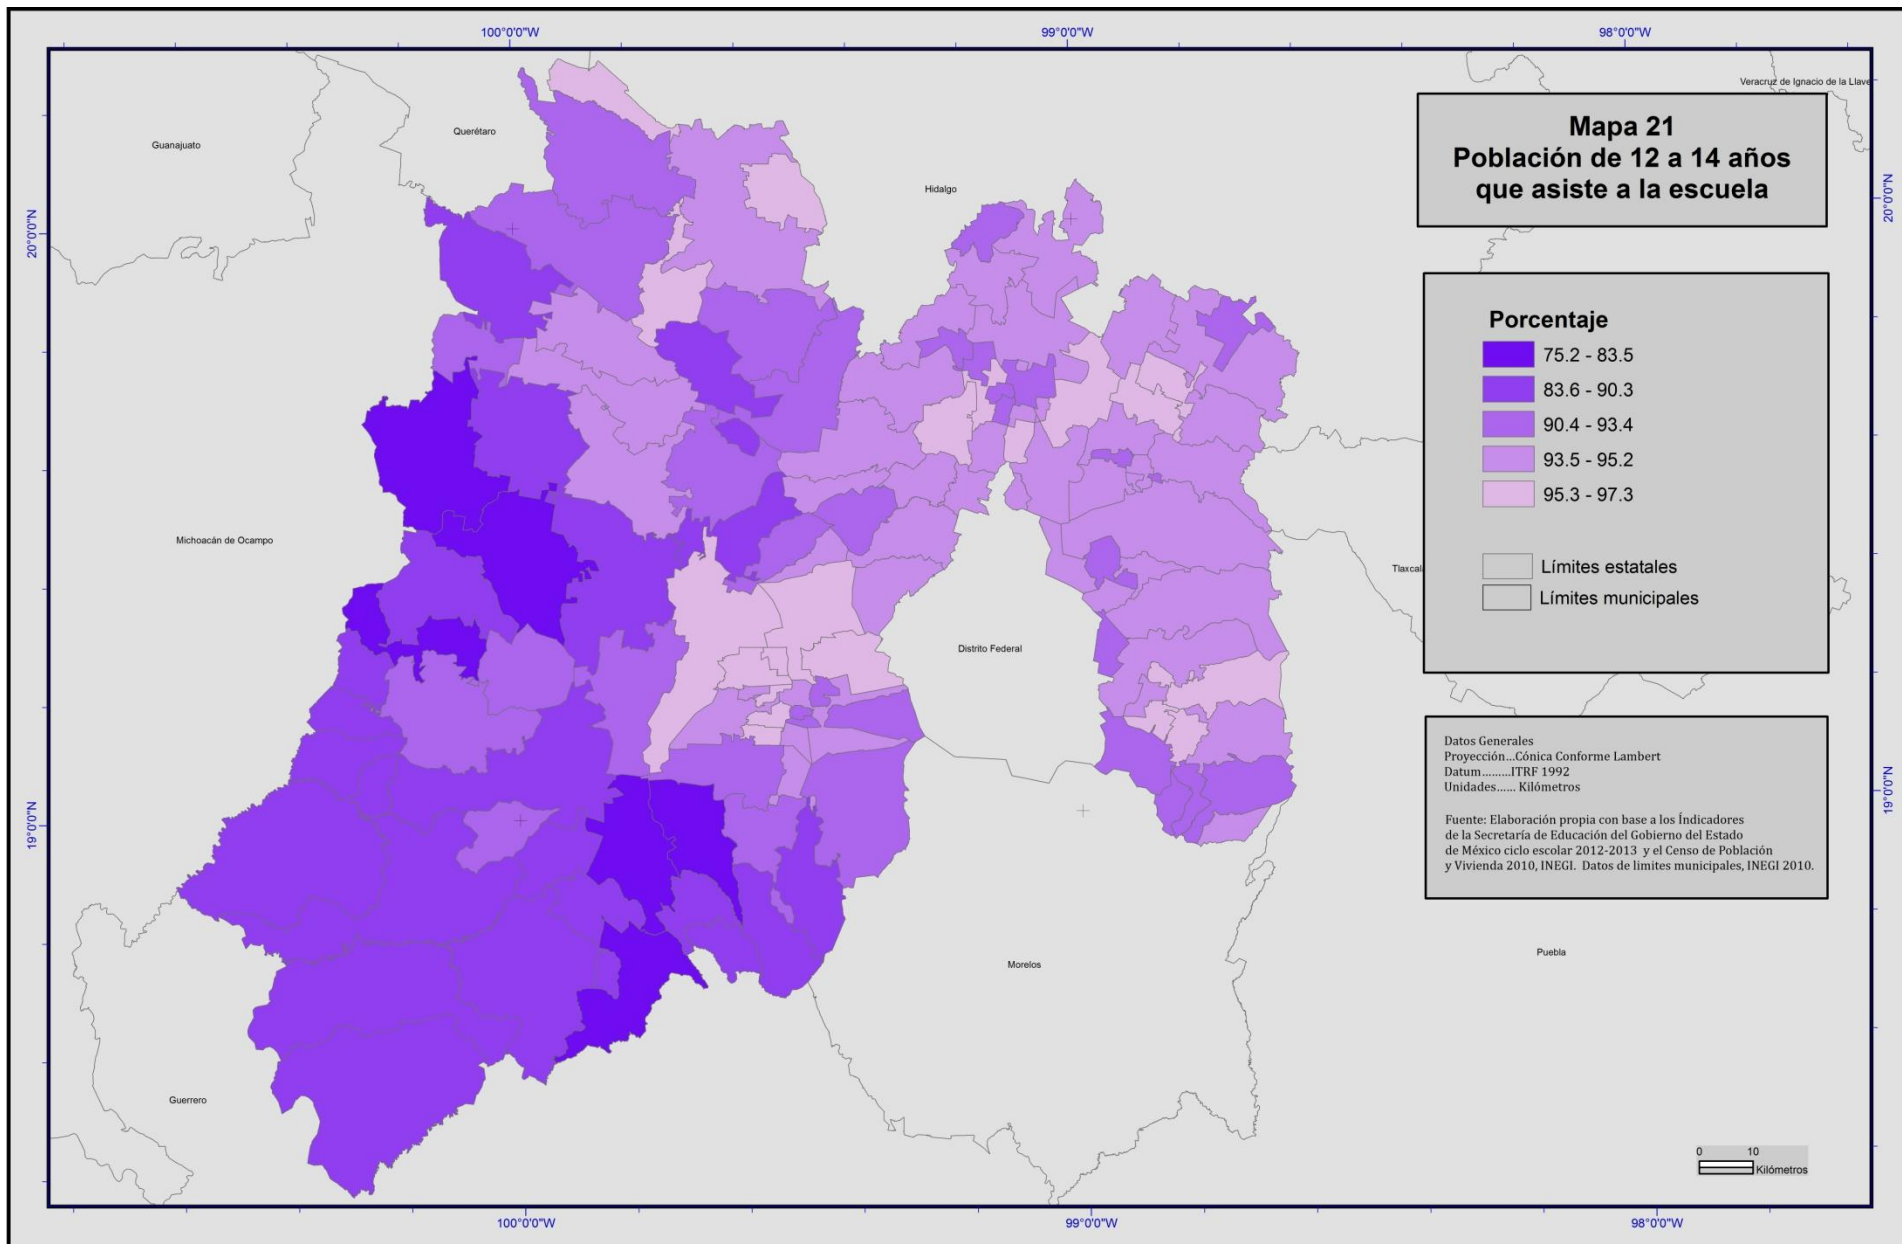 100°0'0"W
99°0'0"W
98°0'0"W
Veracruz de Ignacio de la Llave
Mapa 21
Población de 12 a 14 años
que asiste a la escuela
Guanajuato
Querétaro
Hidalgo
20°0'0"N
20°0'0"N
Porcentaje
75.2 - 83.5
83.6 - 90.3
90.4 - 93.4
93.5 - 95.2
95.3 - 97.3
Límites estatales
Límites municipales
Michoacán de Ocampo
Tlaxcal
Distrito Federal
Datos Generales
Proyección...Cónica Conforme Lambert
Datum.........ITRF 1992
Unidades...... Kilómetros
Fuente: Elaboración propia con base a los Índicadores
de la Secretaría de Educación del Gobierno del Estado
de México ciclo escolar 2012-2013 y el Censo de Población
y Vivienda 2010, INEGI. Datos de limites municipales, INEGI 2010.
19°0'0"N
19°0'0"N
Puebla
Morelos
Guerrero
0 10
Kilómetros
100°0'0"W
99°0'0"W
98°0'0"W